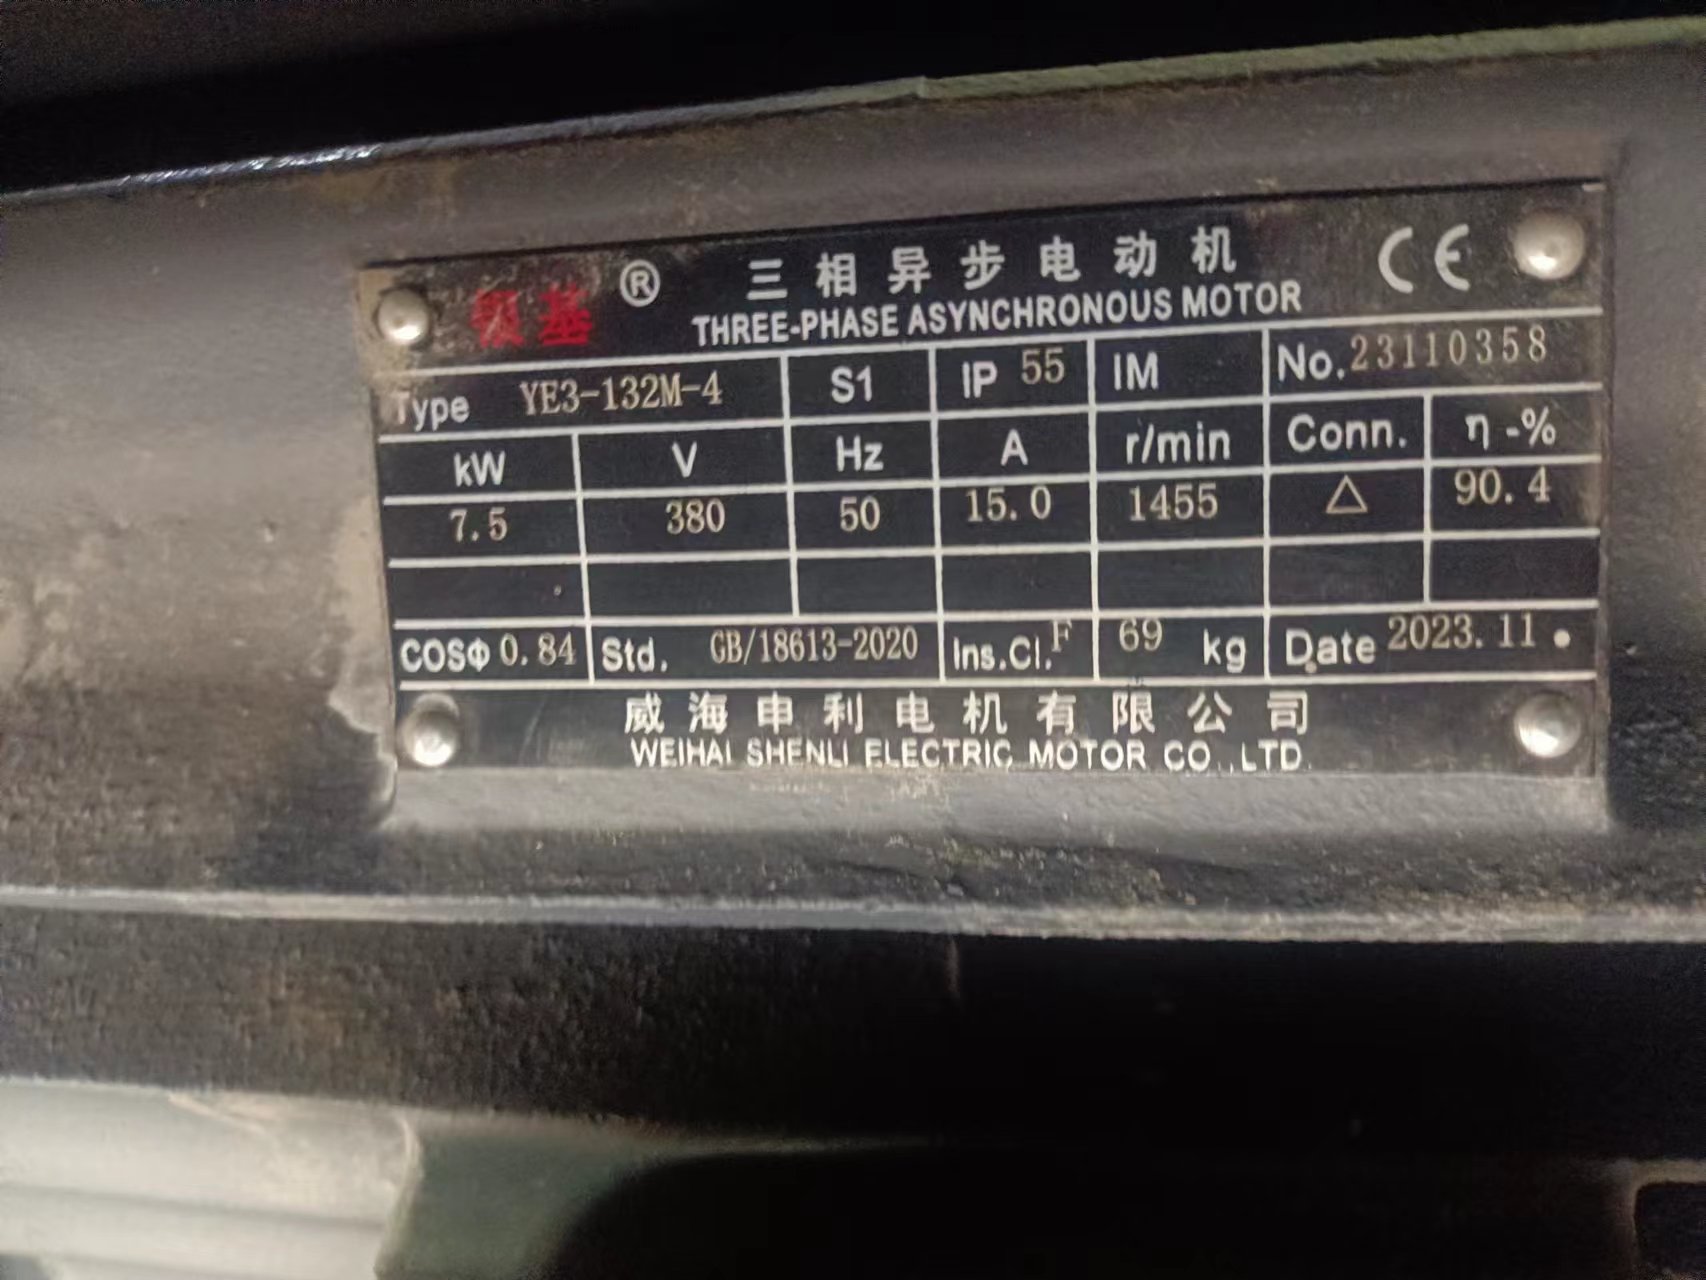 基 ® 三相异步电动机 CE
THREE-PHASE ASYNCHRONOUS MOTOR
Type YE3-132M-4 S1 IP 55 IM No. 23110358
kW V Hz A r/min Conn. η-%
7.5 380 50 15.0 1455 △ 90.4
COSΦ 0.84 Std. GB/18613-2020 Ins.Cl. F 69 kg Date 2023.11.
威海申利电机有限公司
WEIHAI SHENLI ELECTRIC MOTOR CO.,LTD.